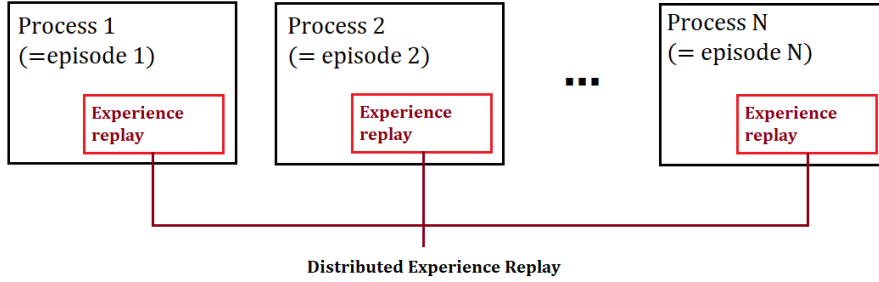 Process 1
(=episode 1)
Experience
replay
Process 2
(= episode 2)
Experience
replay
...
Process N
(= episode N)
Experience
replay
Distributed Experience Replay